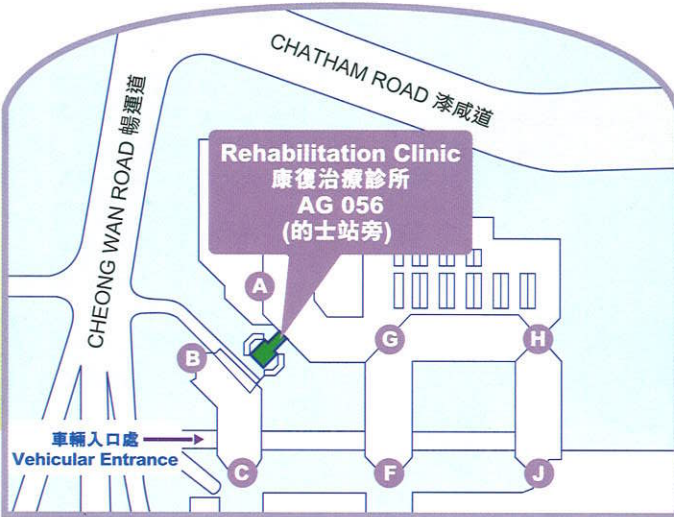 CHATHAM ROAD 漆咸道
CHEONG WAN ROAD 暢運道
Rehabilitation Clinic
康復治療診所
AG 056
(的士站旁)
A
B
G
H
車輛入口處
Vehicular Entrance
C
F
J